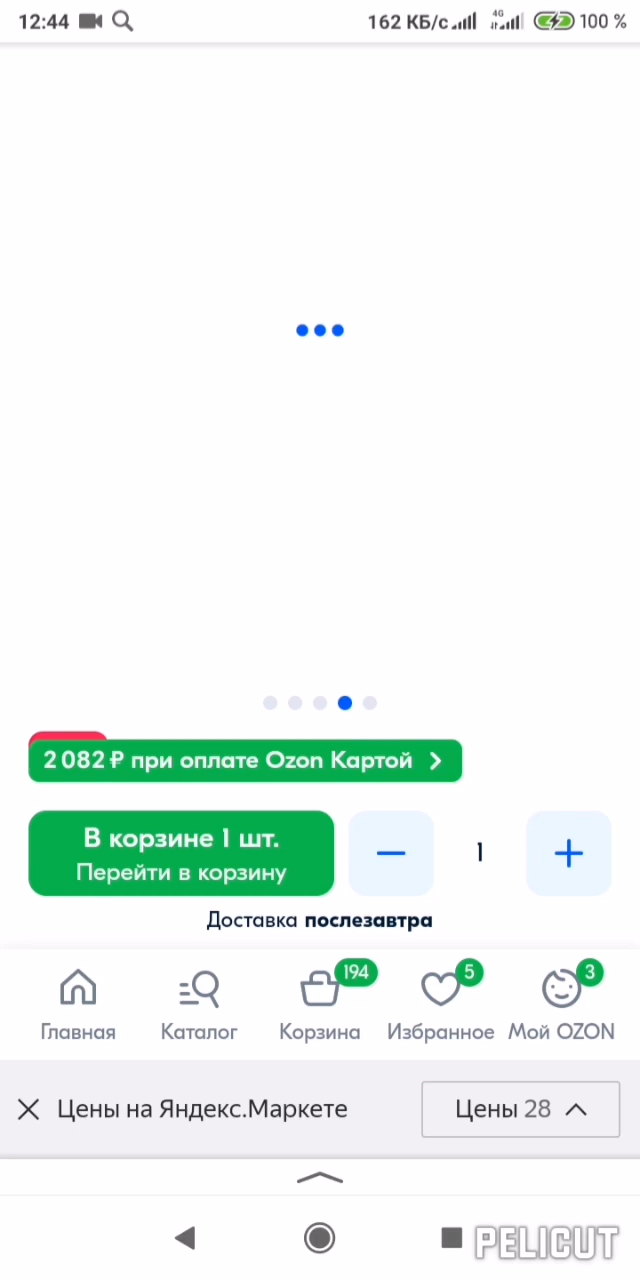 12:44 162 КБ/с 4G 100 %
2 082 ₽ при оплате Ozon Картой
В корзине 1 шт.
Перейти в корзину
1
Доставка послезавтра
194 5 3
Главная Каталог Корзина Избранное Мой OZON
Цены на Яндекс.Маркете Цены 28
PELICUT